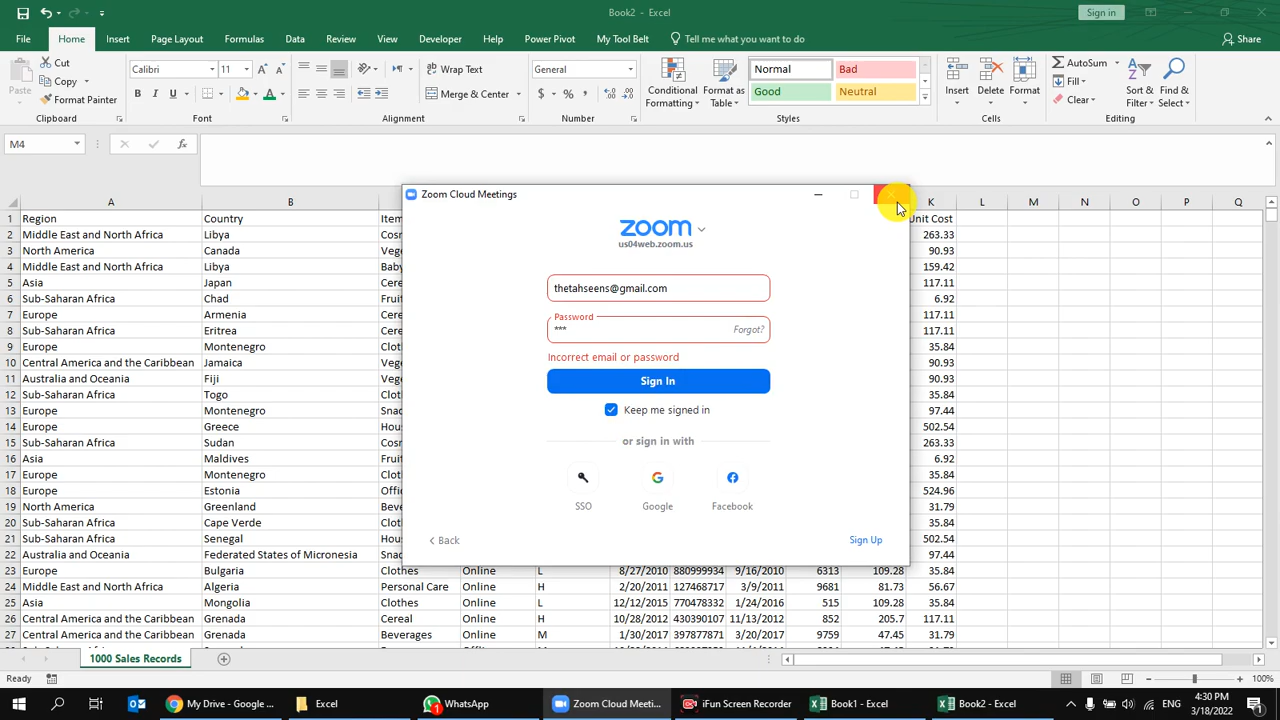 Book2 - Excel
Sign in
File Home Insert Page Layout Formulas Data Review View Developer Help Power Pivot My Tool Belt Tell me what you want to do Share
Paste
Cut
Copy
Format Painter
Clipboard
Calibri 11
B I U
Font
Wrap Text
Merge & Center
Alignment
General
$ % ,
Number
Conditional Formatting
Format as Table
Normal Bad
Good Neutral
Styles
Insert Delete Format
Cells
AutoSum
Fill
Clear
Sort & Filter
Find & Select
Editing
M4
fx
A B K L M N O P Q
1 Region Country Unit Cost
2 Middle East and North Africa Libya 263.33
3 North America Canada 90.93
4 Middle East and North Africa Libya 159.42
5 Asia Japan 117.11
6 Sub-Saharan Africa Chad 6.92
7 Europe Armenia 117.11
8 Sub-Saharan Africa Eritrea 117.11
9 Europe Montenegro 35.84
10 Central America and the Caribbean Jamaica 90.93
11 Australia and Oceania Fiji 90.93
12 Sub-Saharan Africa Togo 35.84
13 Europe Montenegro 97.44
14 Europe Greece 502.54
15 Sub-Saharan Africa Sudan 263.33
16 Asia Maldives 6.92
17 Europe Montenegro 35.84
18 Europe Estonia 524.96
19 North America Greenland 31.79
20 Sub-Saharan Africa Cape Verde 35.84
21 Sub-Saharan Africa Senegal 502.54
22 Australia and Oceania Federated States of Micronesia 97.44
23 Europe Bulgaria Clothes Online L 8/27/2010 880999934 9/16/2010 6313 109.28 35.84
24 Middle East and North Africa Algeria Personal Care Online H 2/20/2011 127468717 3/9/2011 9681 81.73 56.67
25 Asia Mongolia Clothes Online L 12/12/2015 770478332 1/24/2016 515 109.28 35.84
26 Central America and the Caribbean Grenada Cereal Online H 10/28/2012 430390107 11/13/2012 852 205.7 117.11
27 Central America and the Caribbean Grenada Beverages Online M 1/30/2017 397877871 3/20/2017 9759 47.45 31.79
Zoom Cloud Meetings
zoom
us04web.zoom.us
thetahseens@gmail.com
Password
*** Forgot?
Incorrect email or password
Sign In
Keep me signed in
or sign in with
SSO Google Facebook
Back Sign Up
1000 Sales Records
Ready 100%
My Drive - Google ...
Excel
1
WhatsApp
Zoom Cloud Meeti...
iFun Screen Recorder
Book1 - Excel
Book2 - Excel
4:30 PM
3/18/2022